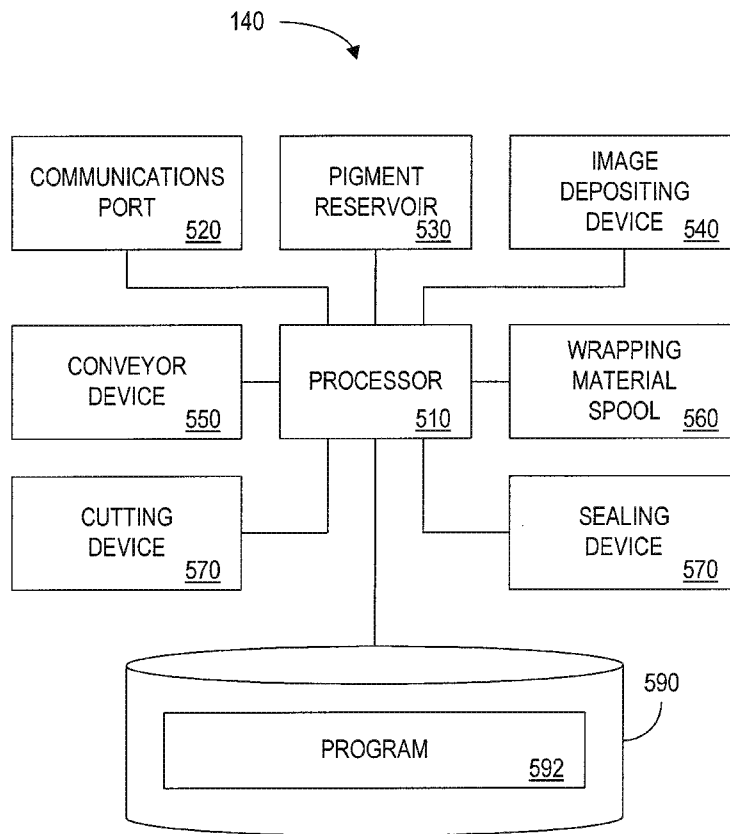 140
COMMUNICATIONS
PORT
520
PIGMENT
RESERVOIR
530
IMAGE
DEPOSITING
DEVICE
540
CONVEYOR
DEVICE
550
PROCESSOR
510
WRAPPING
MATERIAL
SPOOL
560
CUTTING
DEVICE
570
SEALING
DEVICE
570
590
PROGRAM
592